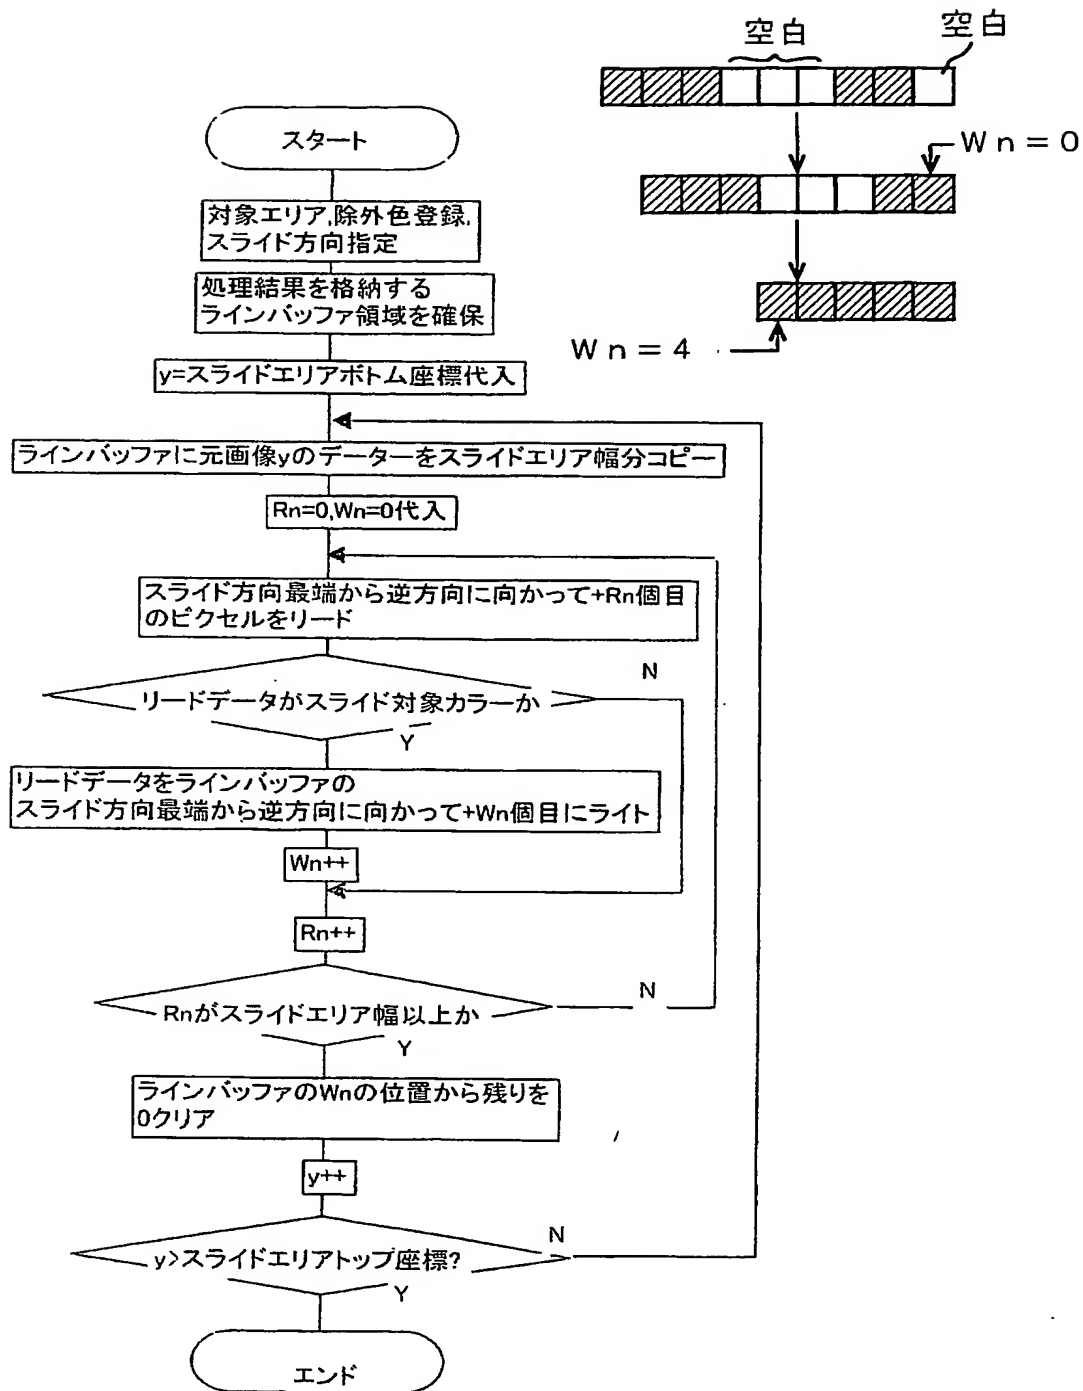 空白
空白
Wn=0
Wn=4
スタート
対象エリア,除外色登録,
スライド方向指定
処理結果を格納する
ラインバッファ領域を確保
y=スライドエリアボトム座標代入
ラインバッファに元画像yのデーターをスライドエリア幅分コピー
Rn=0,Wn=0代入
スライド方向最端から逆方向に向かって+Rn個目
のピクセルをリード
リードデータがスライド対象カラーか
N
Y
リードデータをラインバッファの
スライド方向最端から逆方向に向かって+Wn個目にライト
Wn++
Rn++
Rnがスライドエリア幅以上か
N
Y
ラインバッファのWnの位置から残りを
0クリア
y++
y>スライドエリアトップ座標?
N
Y
エンド